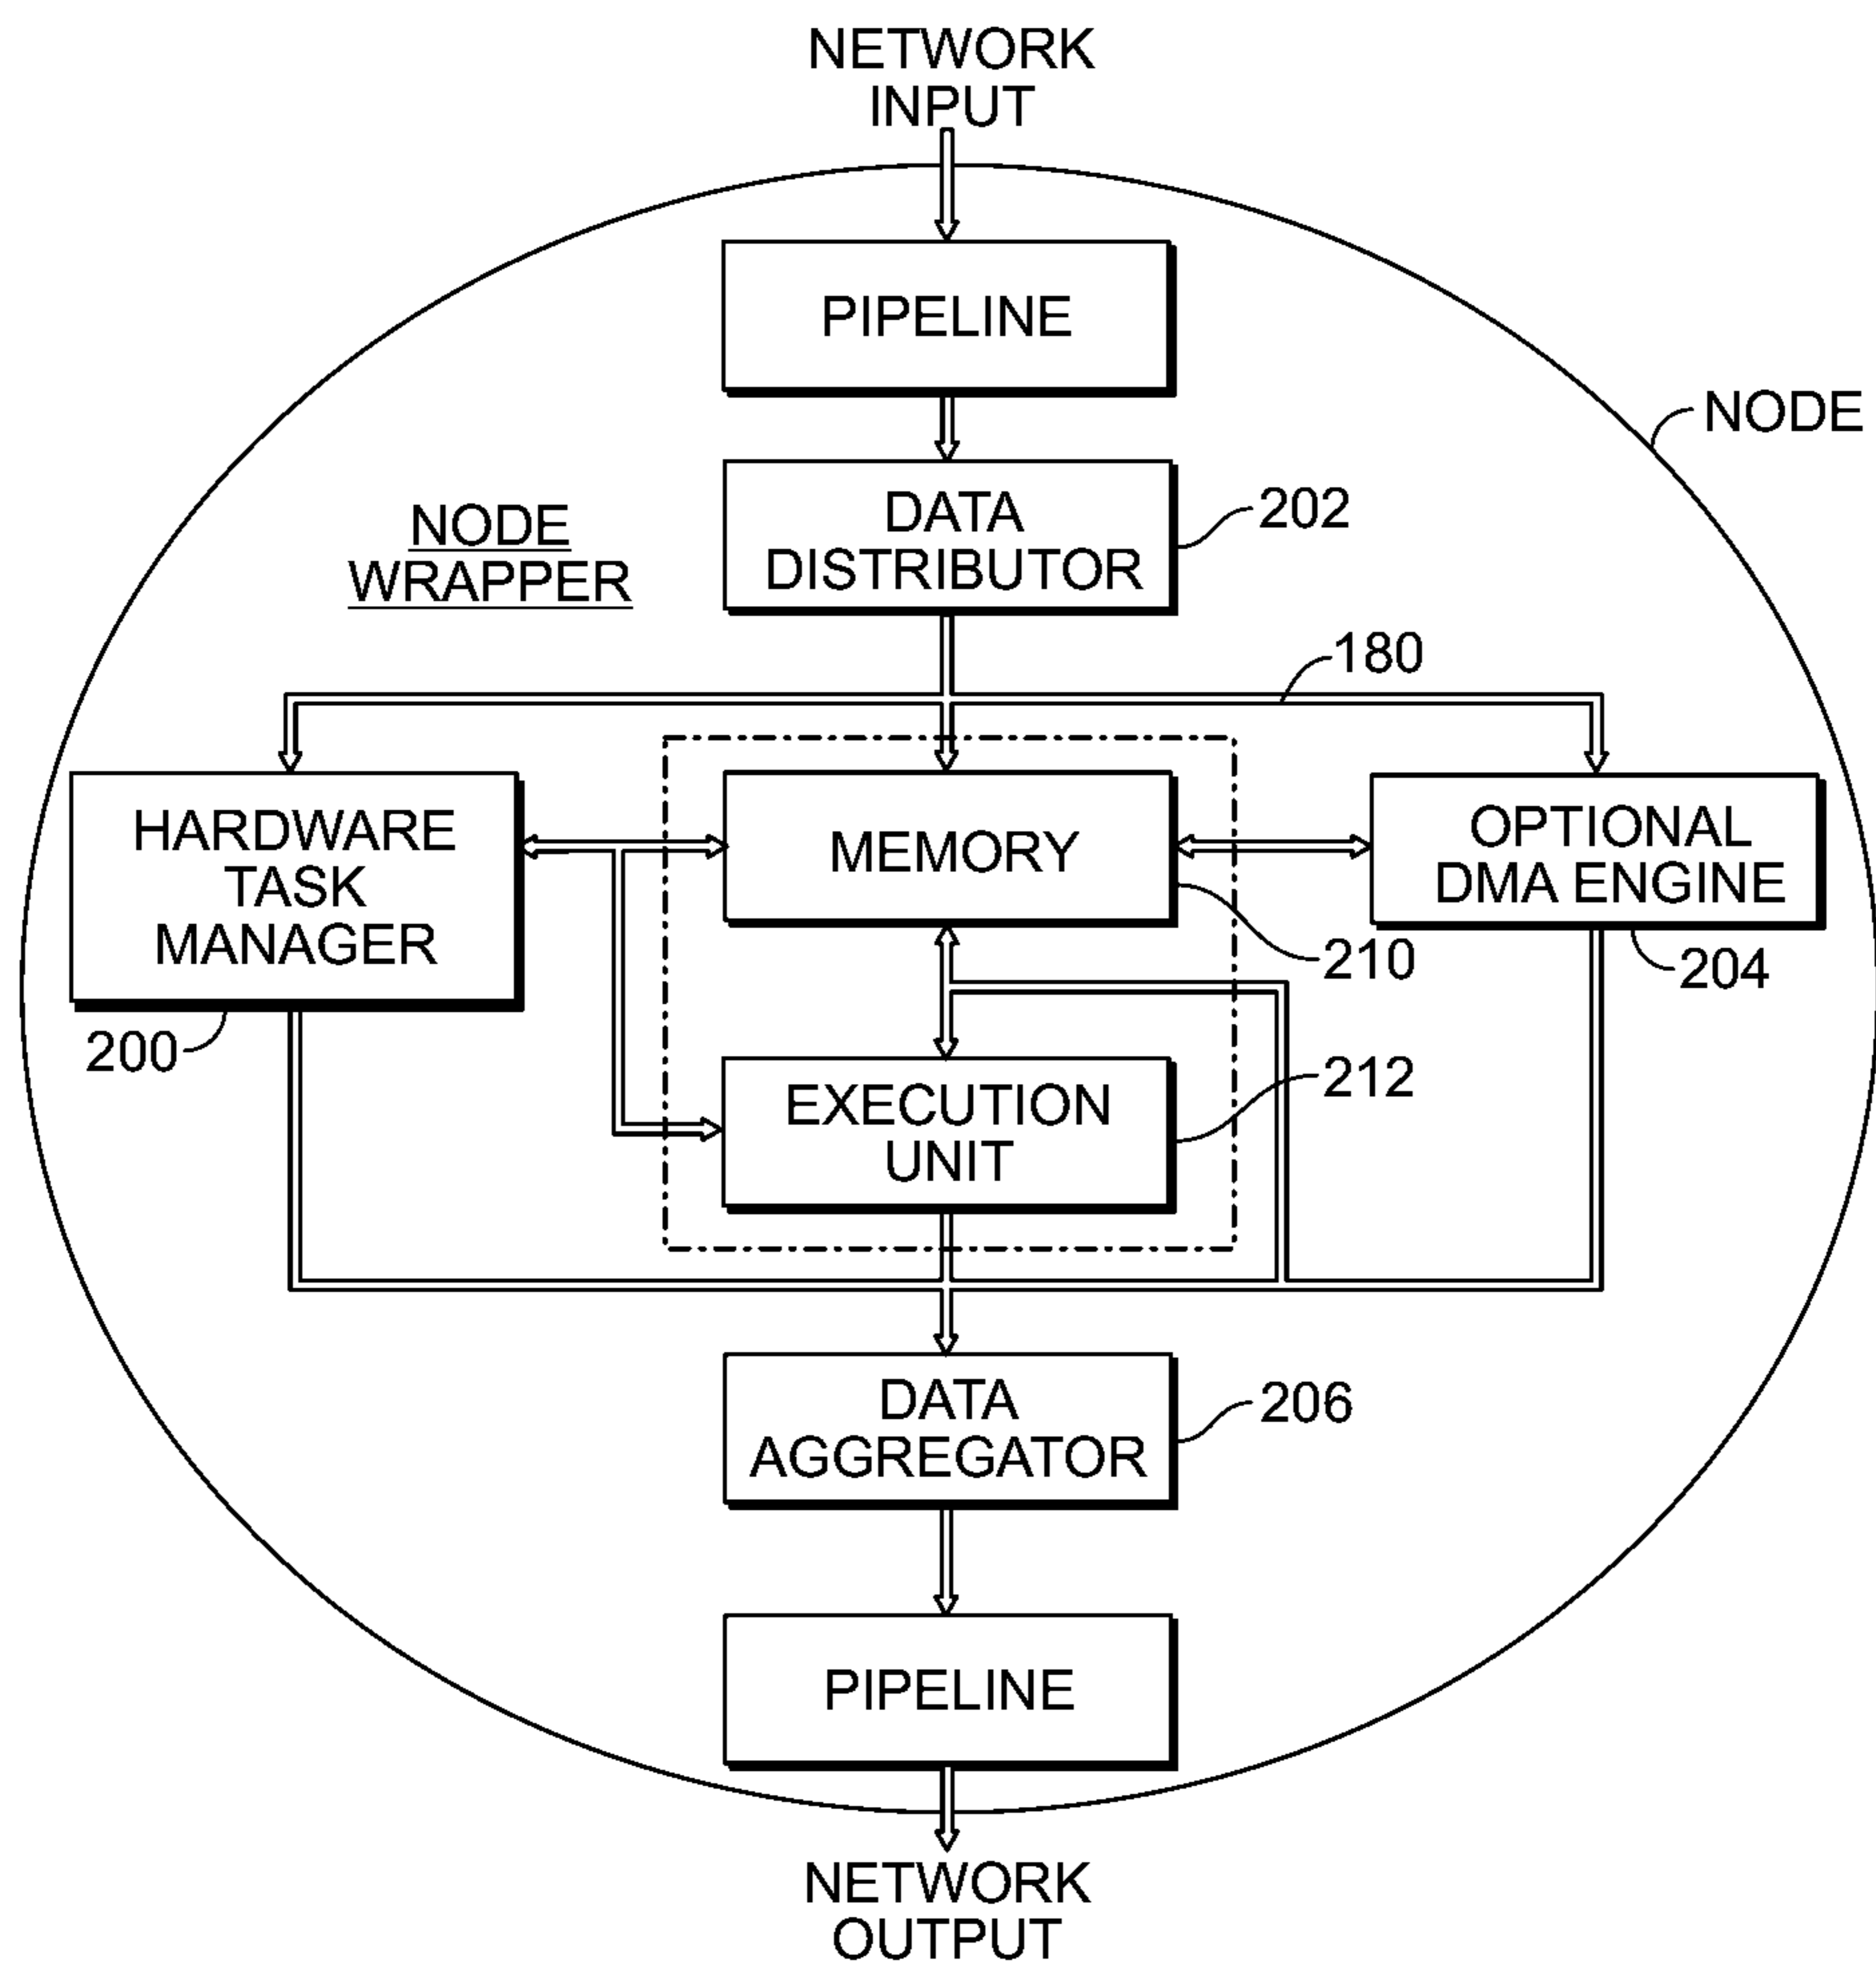 NETWORK
INPUT
PIPELINE
NODE
DATA
DISTRIBUTOR
202
NODE
WRAPPER
180
HARDWARE
TASK
MANAGER
200
MEMORY
210
OPTIONAL
DMA ENGINE
204
EXECUTION
UNIT
212
DATA
AGGREGATOR
206
PIPELINE
NETWORK
OUTPUT